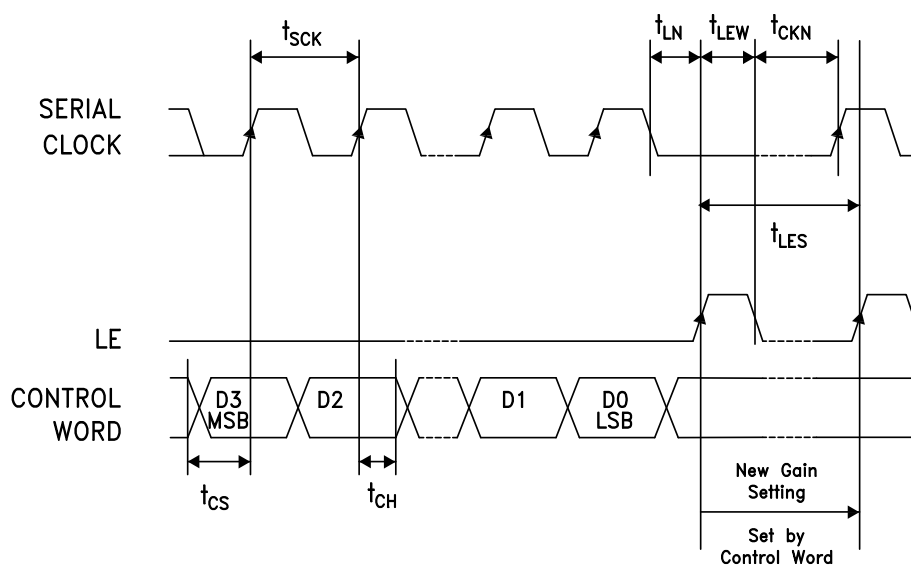 tSCK
tLN
tLEW
tCKN
SERIAL
CLOCK
tLES
LE
CONTROL
WORD
D3
MSB
D2
D1
D0
LSB
tCS
tCH
New Gain
Setting
Set by
Control Word